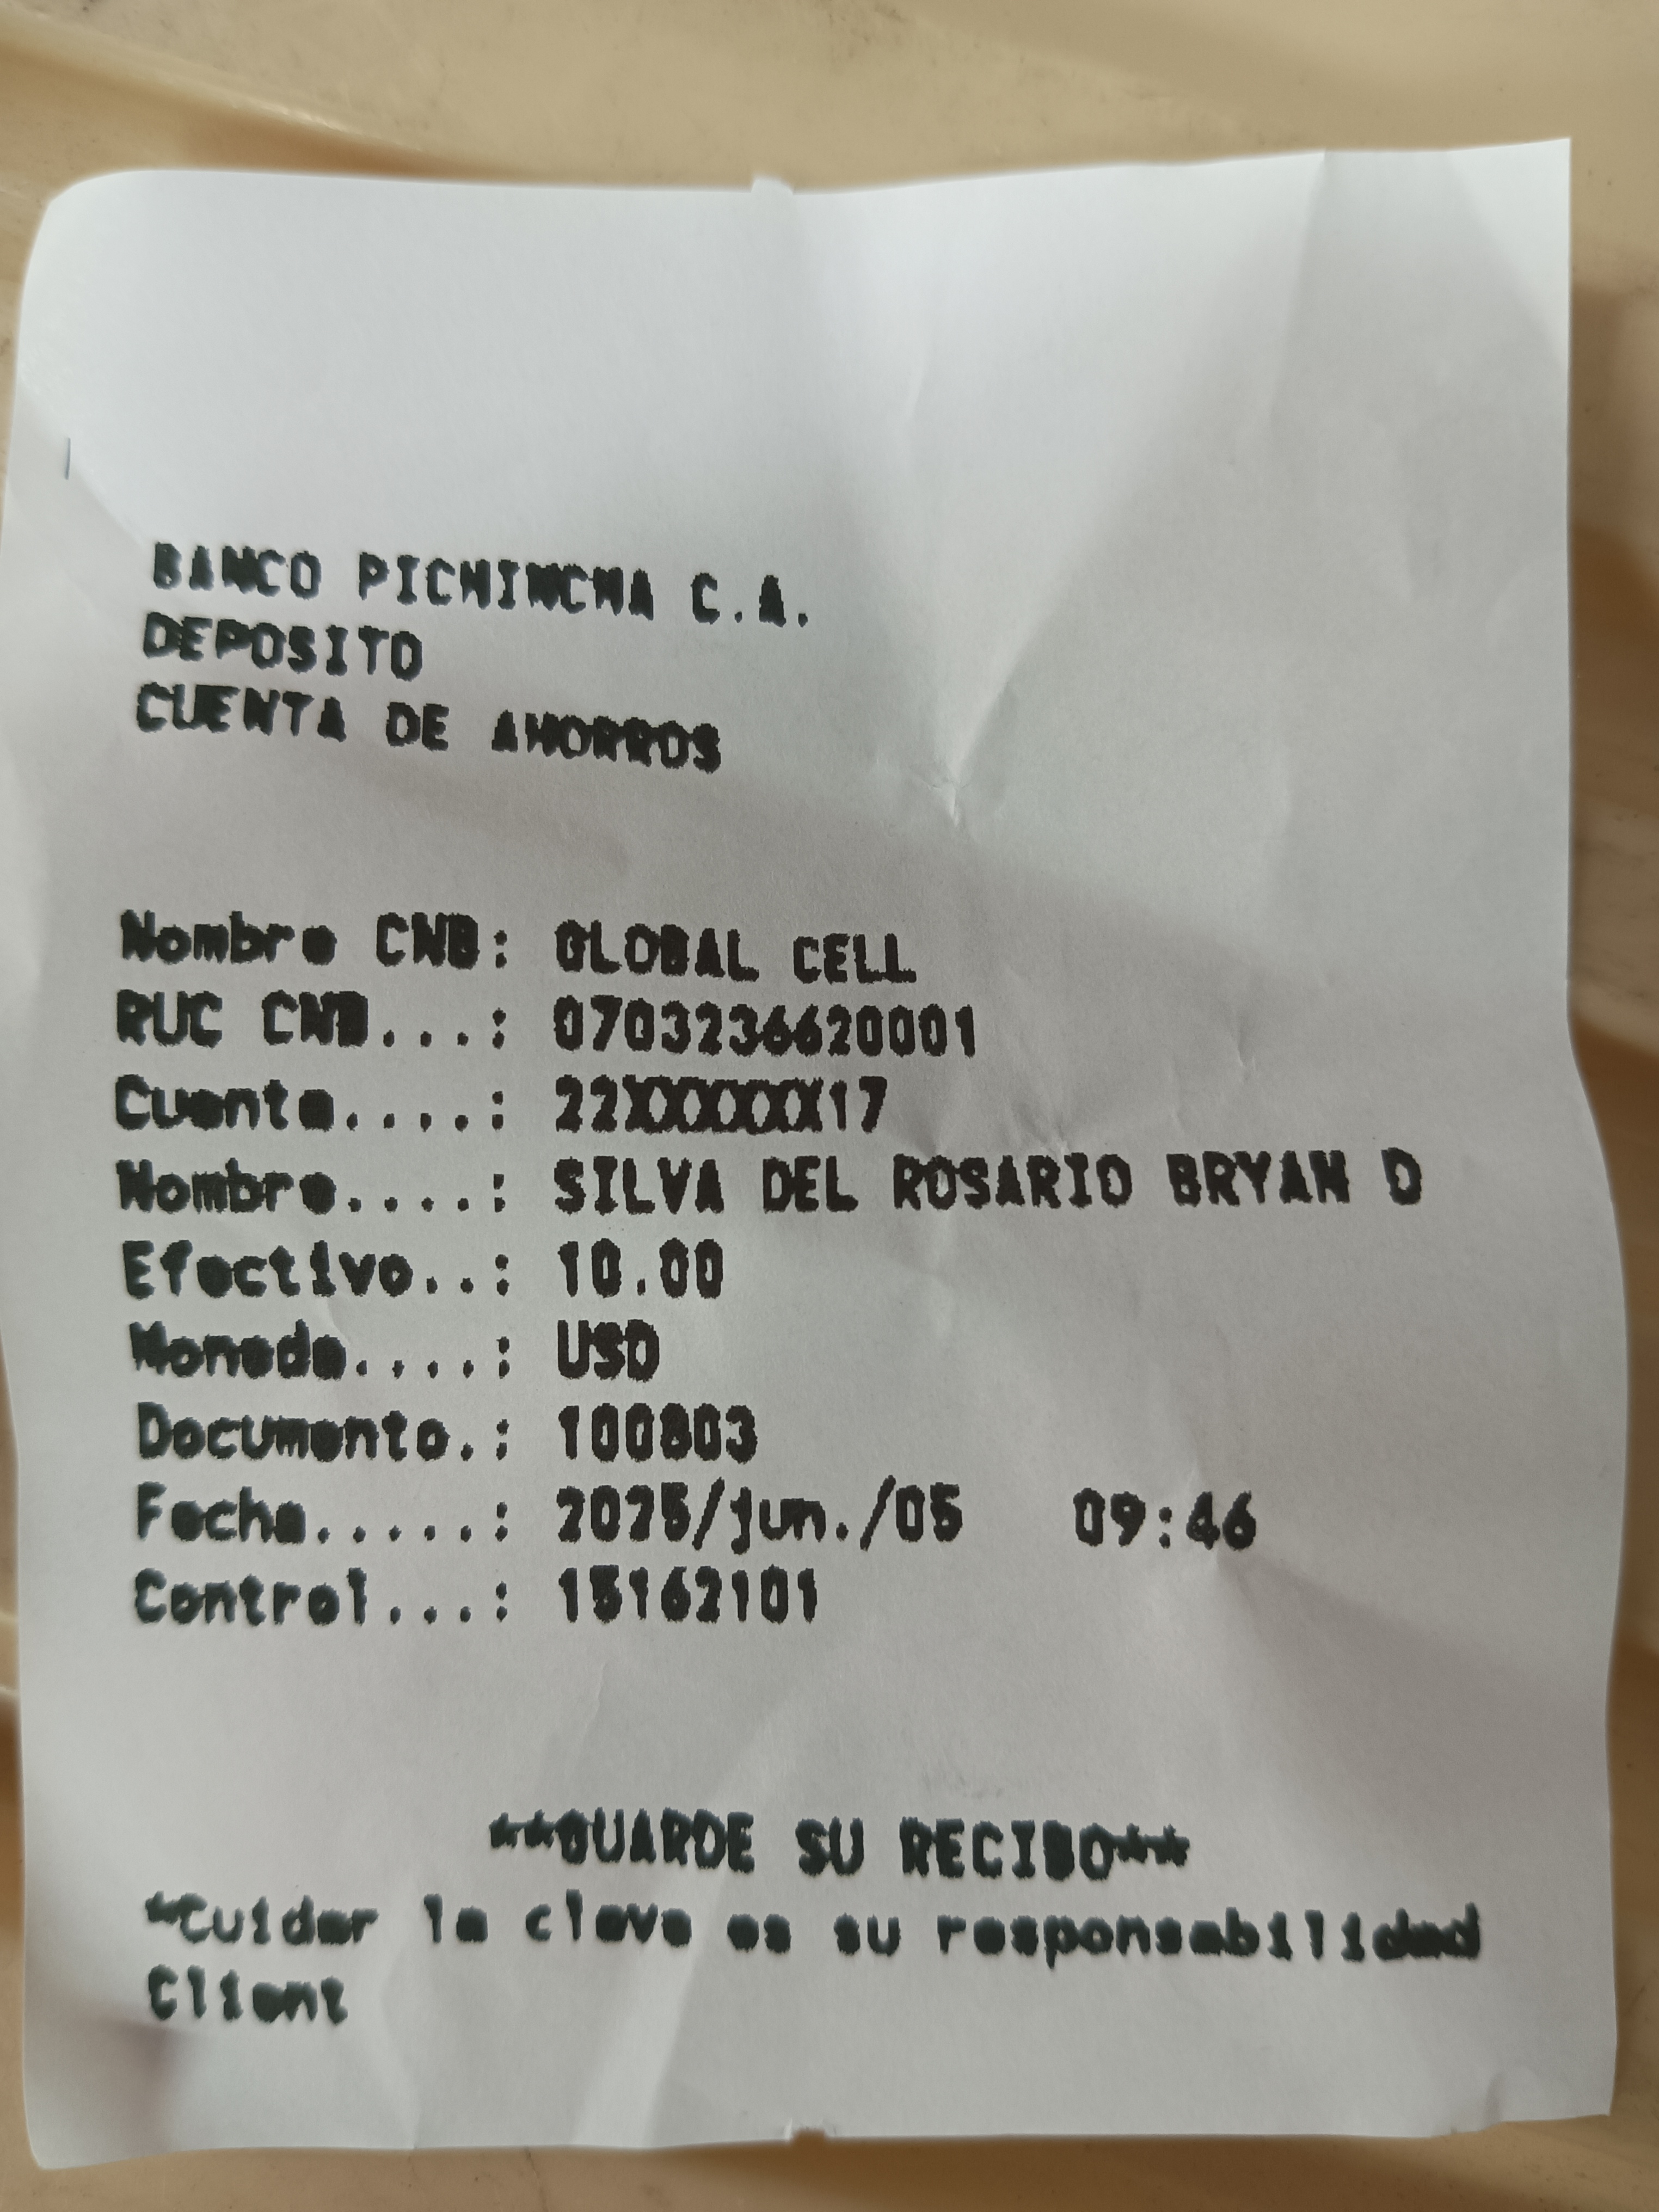 BANCO PICHINCHA C.A.
DEPOSITO
CUENTA DE AHORROS
Nombre CNB: GLOBAL CELL
RUC CNB...: 0703236620001
Cuenta....: 22XXXXXX17
Nombre....: SILVA DEL ROSARIO BRYAN D
Efectivo..: 10.00
Moneda....: USD
Documento.: 100803
Fecha.....: 2025/jun./05 09:46
Control...: 15162101
**GUARDE SU RECIBO**
*Cuidar la clave es su responsabilidad
Client